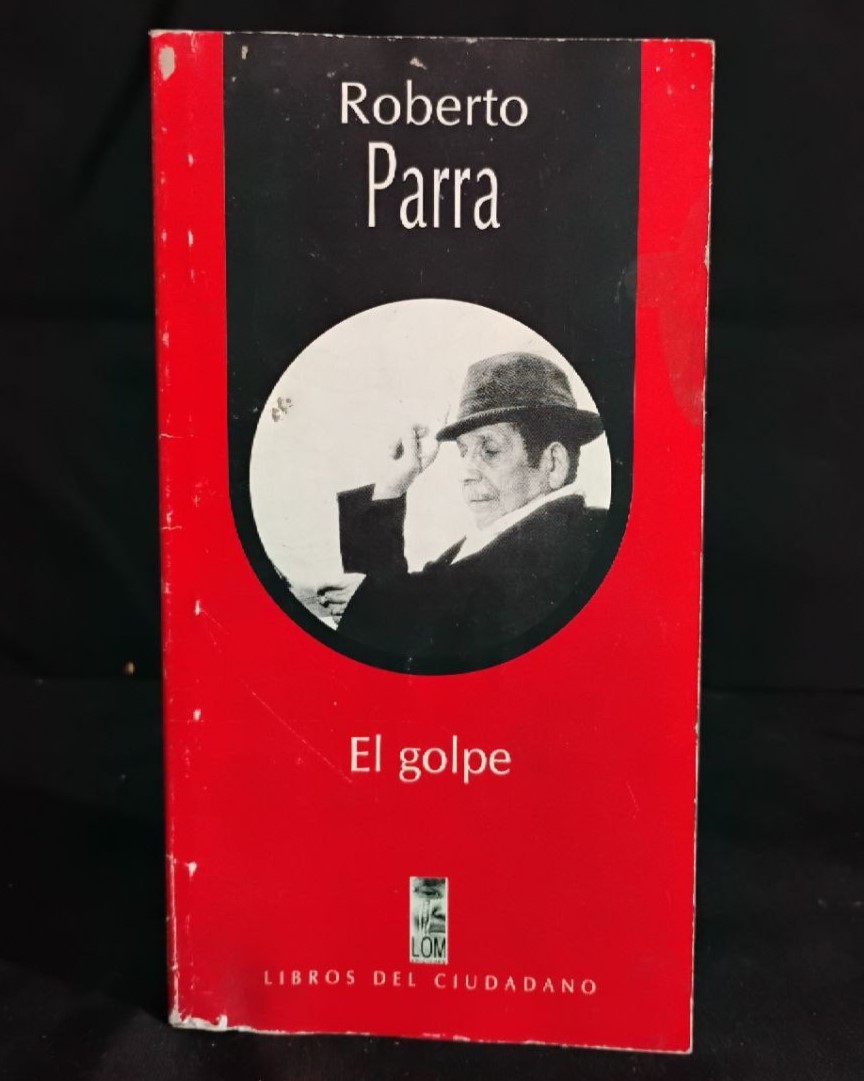 Roberto
Parra
El golpe
LOM
LIBROS DEL CIUDADANO